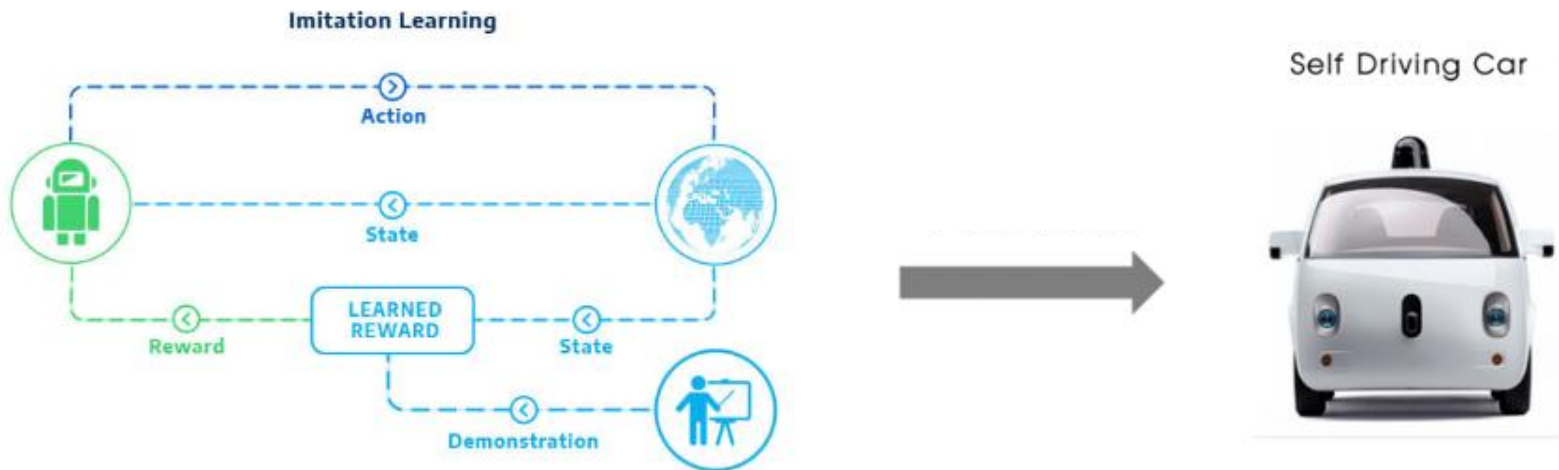 Imitation Learning
Self Driving Car
Action
State
LEARNED
REWARD
Reward
State
Demonstration